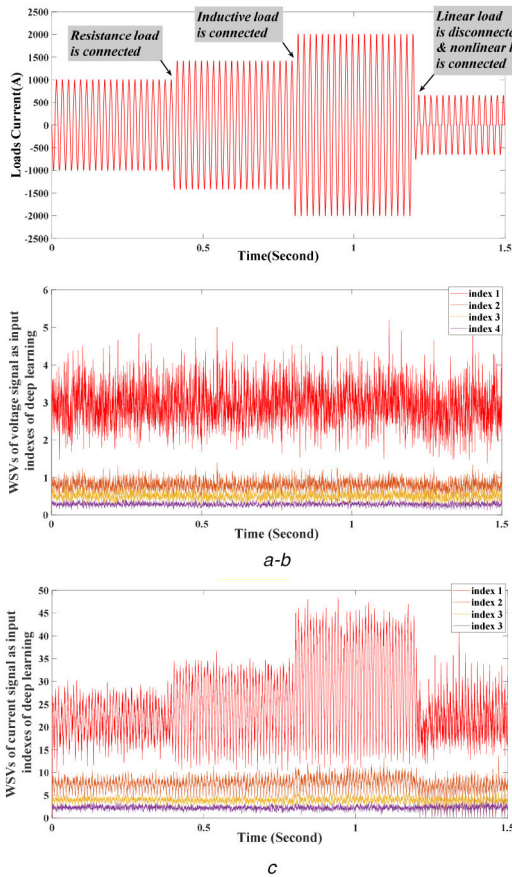 Resistance load
is connected
Inductive load
is connected
Linear load
is disconnecte
& nonlinear l
is connected
Loads Current(A)
2500
2000
1500
1000
500
0
-500
-1000
-1500
-2000
-2500
0
0.5
1
1.5
Time(Second)
WSVs of voltage signal as input
indexes of deep learning
6
5
4
3
2
1
0
index 1
index 2
index 3
index 4
0
0.5
1
1.5
Time (Second)
a-b
WSVs of current signal as input
indexes of deep learning
50
45
40
35
30
25
20
15
10
5
0
index 1
index 2
index 3
index 3
0
0.5
1
1.5
Time (Second)
c